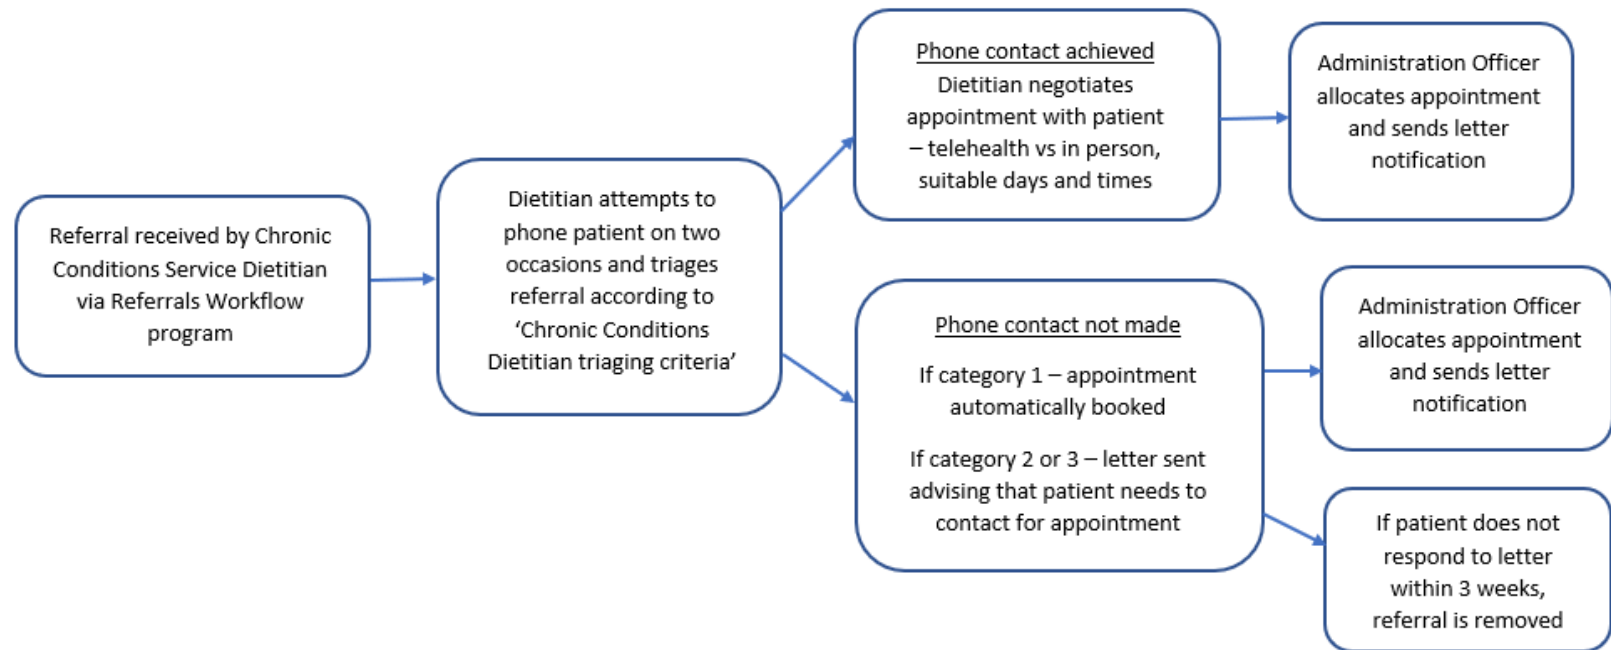 Referral received by Chronic
Conditions Service Dietitian
via Referrals Workflow
program
Dietitian attempts to
phone patient on two
occasions and triages
referral according to
‘Chronic Conditions
Dietitian triaging criteria’
Phone contact achieved
Dietitian negotiates
appointment with patient
– telehealth vs in person,
suitable days and times
Administration Officer
allocates appointment
and sends letter
notification
Phone contact not made
If category 1 – appointment
automatically booked
If category 2 or 3 – letter sent
advising that patient needs to
contact for appointment
Administration Officer
allocates appointment
and sends letter
notification
If patient does not
respond to letter
within 3 weeks,
referral is removed